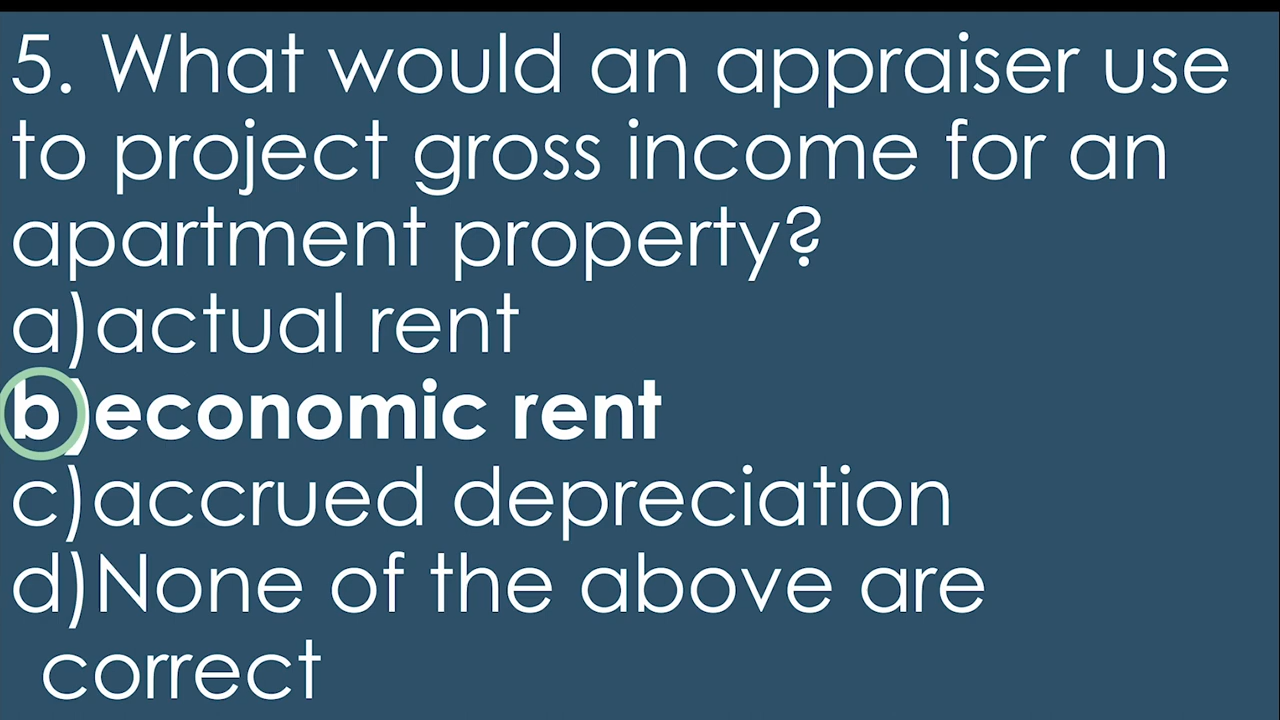 5. What would an appraiser use
to project gross income for an
apartment property?
a)actual rent
b)economic rent
c)accrued depreciation
d)None of the above are
correct